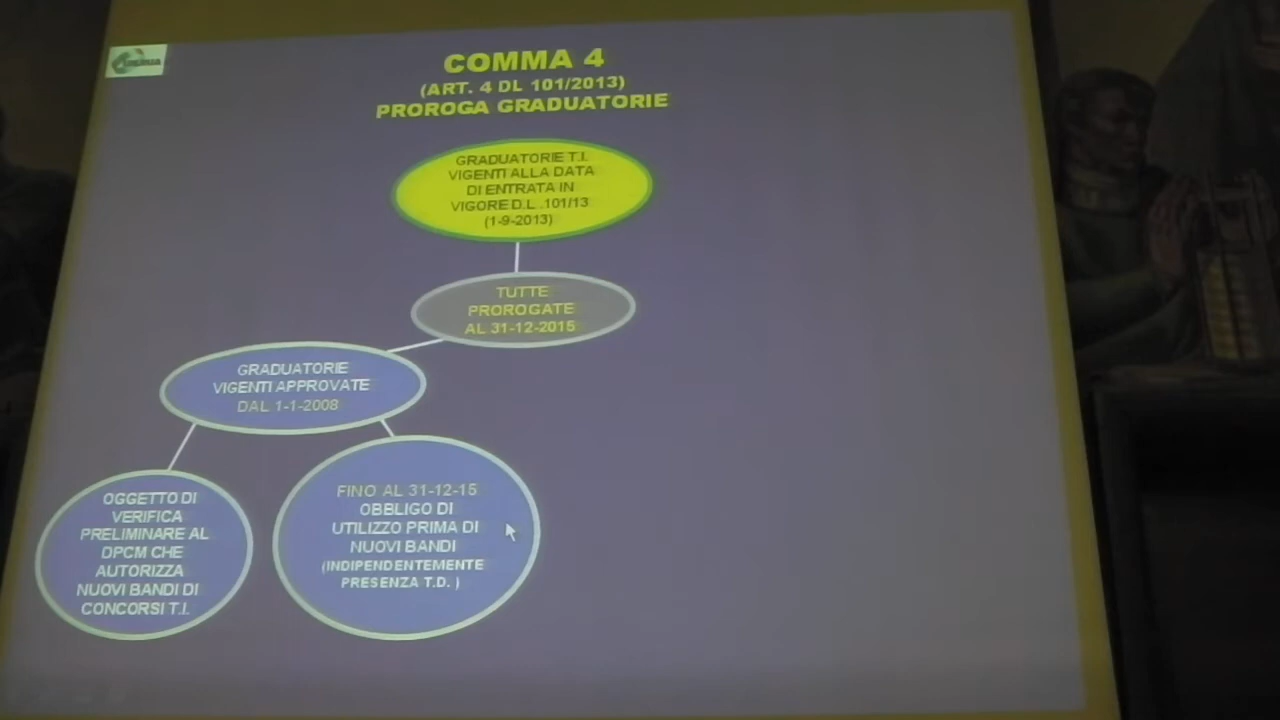 COMMA 4
(ART. 4 DL 101/2013)
PROROGA GRADUATORIE
GRADUATORIE T.I.
VIGENTI ALLA DATA
DI ENTRATA IN
VIGORE D.L .101/13
(1-9-2013)
TUTTE
PROROGATE
AL 31-12-2015
GRADUATORIE
VIGENTI APPROVATE
DAL 1-1-2008
OGGETTO DI
VERIFICA
PRELIMINARE AL
DPCM CHE
AUTORIZZA
NUOVI BANDI DI
CONCORSI T.I.
FINO AL 31-12-15
OBBLIGO DI
UTILIZZO PRIMA DI
NUOVI BANDI
(INDIPENDENTEMENTE
PRESENZA T.D. )